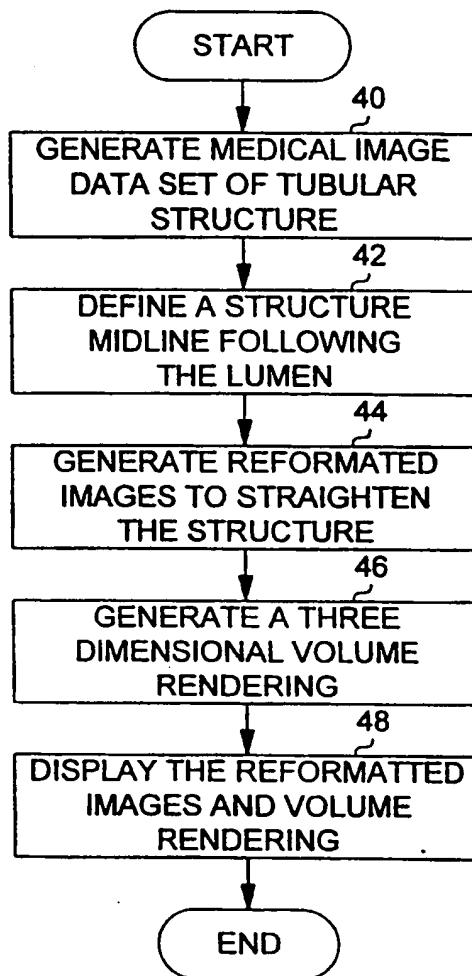 START
40
GENERATE MEDICAL IMAGE
DATA SET OF TUBULAR
STRUCTURE
42
DEFINE A STRUCTURE
MIDLINE FOLLOWING
THE LUMEN
44
GENERATE REFORMATED
IMAGES TO STRAIGHTEN
THE STRUCTURE
46
GENERATE A THREE
DIMENSIONAL VOLUME
RENDERING
48
DISPLAY THE REFORMATTED
IMAGES AND VOLUME
RENDERING
END